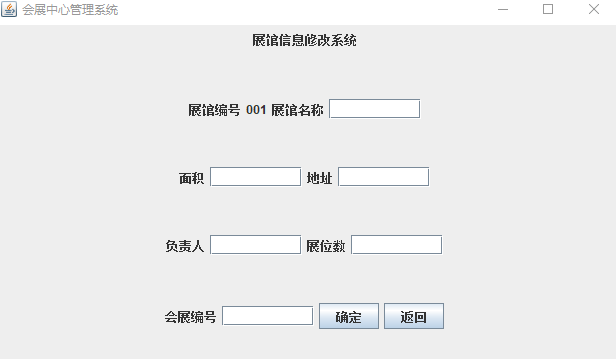 会展中心管理系统
展馆信息修改系统
展馆编号 001 展馆名称
面积 地址
负责人 展位数
会展编号 确定 返回